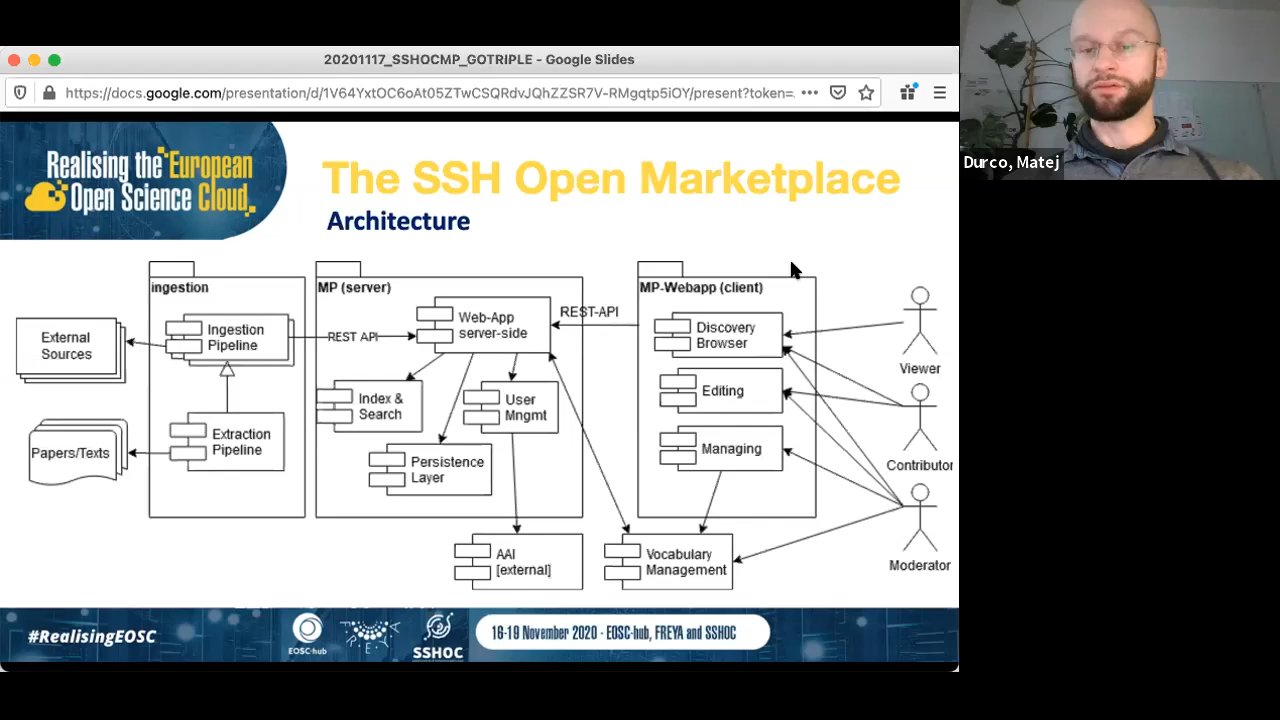 20201117_SSHOCMP_GOTRIPLE - Google Slides
https://docs.google.com/presentation/d/1V64YxtOC6oAt05ZTwCSQRdvJQhZZSR7V-RMgqtp5iOY/present?token=
Durco, Matej
Realising the European
Open Science Cloud
The SSH Open Marketplace
Architecture
ingestion
MP (server)
MP-Webapp (client)
External
Sources
Ingestion
Pipeline
REST API
Web-App
server-side
REST-API
Discovery
Browser
Viewer
Index &
Search
User
Mngmt
Editing
Papers/Texts
Extraction
Pipeline
Persistence
Layer
Managing
Contributor
AAI
[external]
Vocabulary
Management
Moderator
#RealisingEOSC
EOSC-hub
SSHOC
16-19 November 2020 - EOSC-hub, FREYA and SSHOC